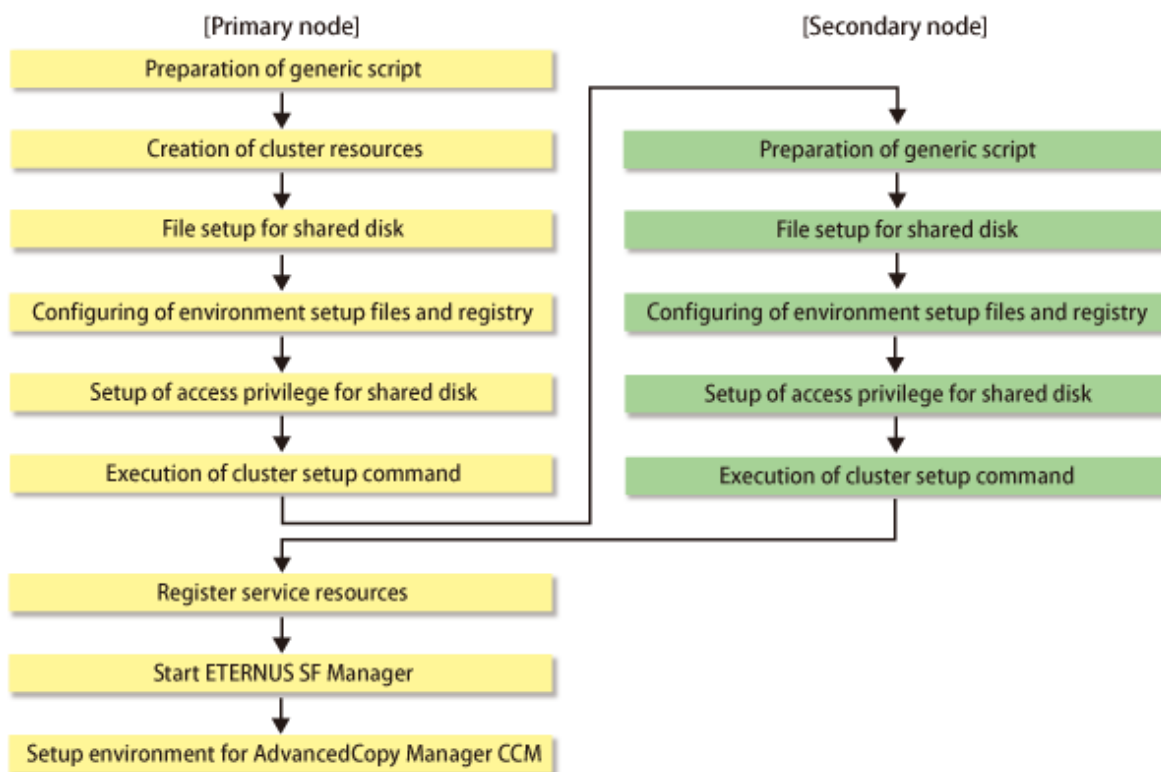 [Primary node]
Preparation of generic script
Creation of cluster resources
File setup for shared disk
Configuring of environment setup files and registry
Setup of access privilege for shared disk
Execution of cluster setup command
[Secondary node]
Preparation of generic script
File setup for shared disk
Configuring of environment setup files and registry
Setup of access privilege for shared disk
Execution of cluster setup command
Register service resources
Start ETERNUS SF Manager
Setup environment for AdvancedCopy Manager CCM